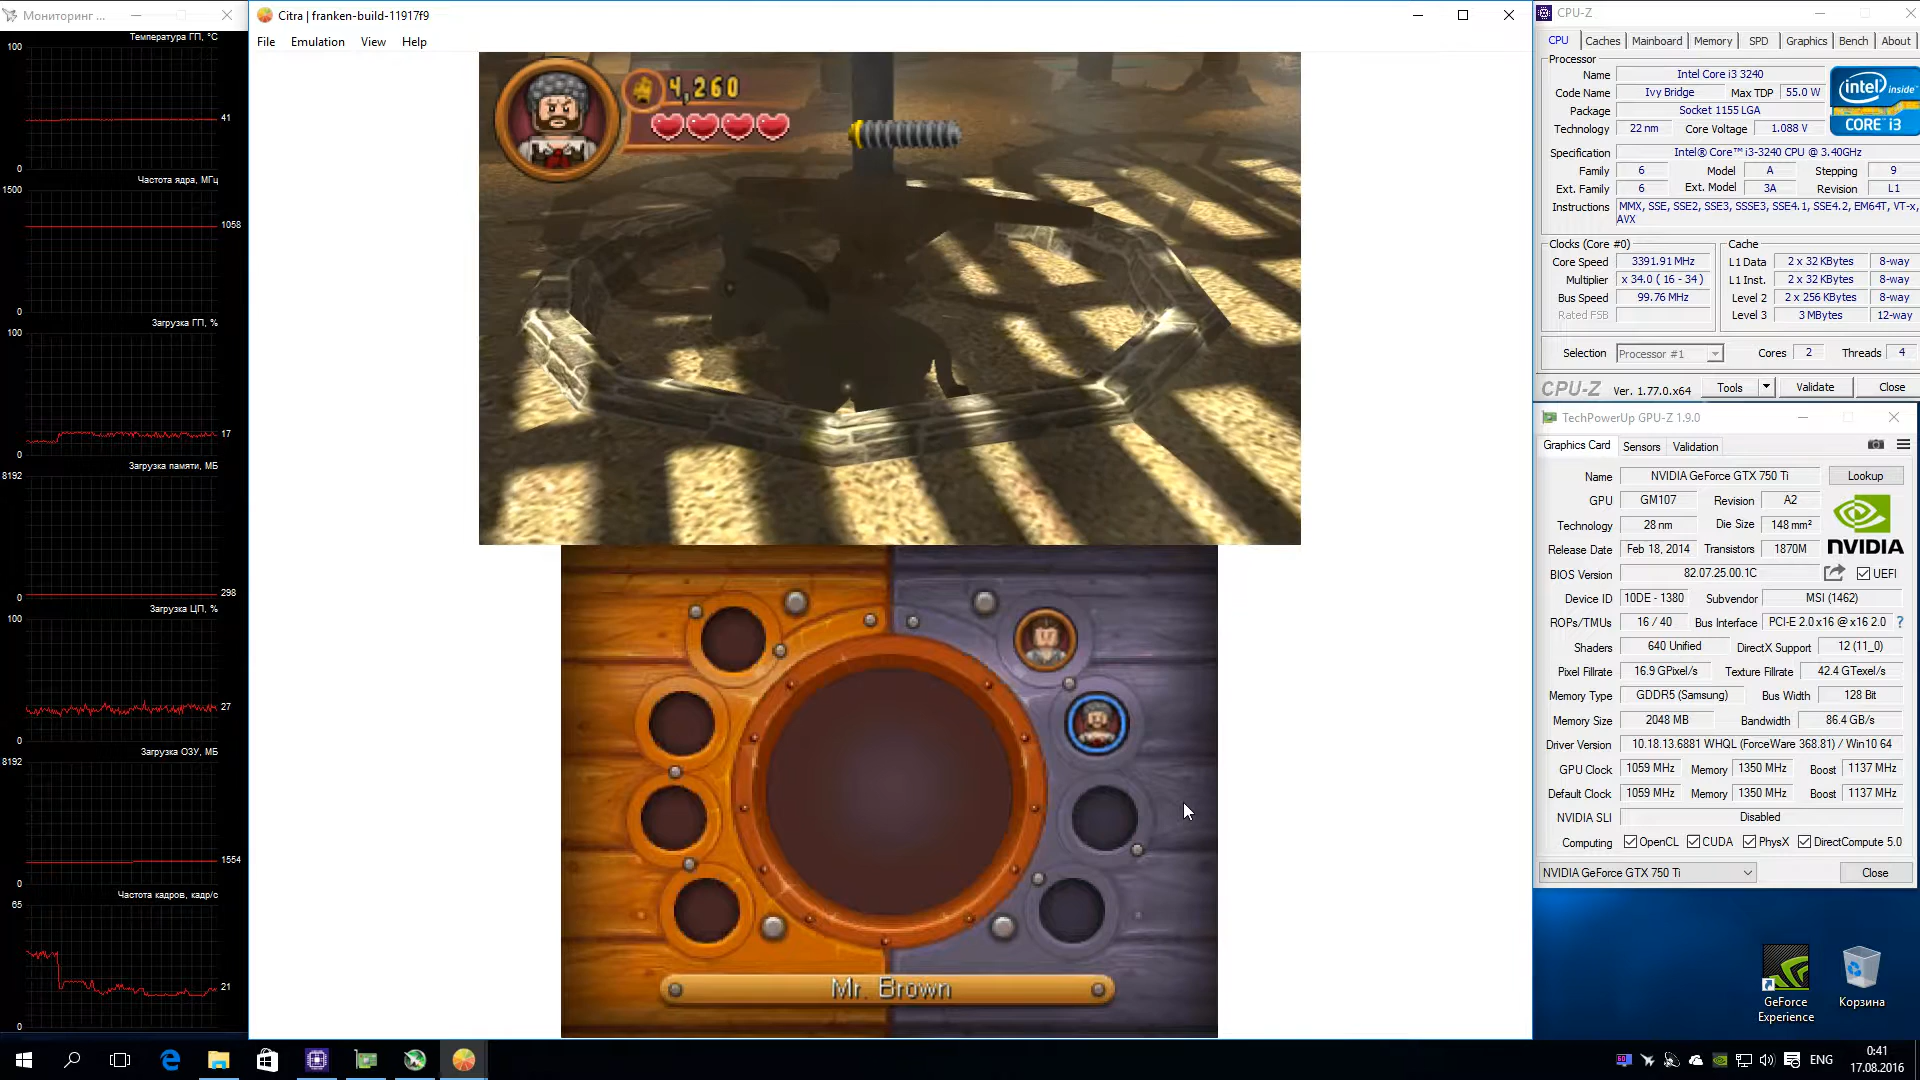 Мониторинг ...
Температура ГП, °C
100
41
0
Частота ядра, МГц
1500
1058
0
Загрузка ГП, %
100
17
0
Загрузка памяти, МБ
8192
298
0
Загрузка ЦП, %
100
27
0
Загрузка ОЗУ, МБ
8192
1554
0
Частота кадров, кадр/с
65
21
0
Citra | franken-build-11917f9
File Emulation View Help
4,260
Mr. Brown
CPU-Z
CPU Caches Mainboard Memory SPD Graphics Bench About
Processor
Name Intel Core i3 3240
Code Name Ivy Bridge Max TDP 55.0 W
Package Socket 1155 LGA
Technology 22 nm Core Voltage 1.088 V
intel inside
CORE i3
Specification Intel® Core™ i3-3240 CPU @ 3.40GHz
Family 6 Model A Stepping 9
Ext. Family 6 Ext. Model 3A Revision L1
Instructions MMX, SSE, SSE2, SSE3, SSSE3, SSE4.1, SSE4.2, EM64T, VT-x,
AVX
Clocks (Core #0)
Core Speed 3391.91 MHz
Multiplier x 34.0 ( 16 - 34 )
Bus Speed 99.76 MHz
Rated FSB
Cache
L1 Data 2 x 32 KBytes 8-way
L1 Inst. 2 x 32 KBytes 8-way
Level 2 2 x 256 KBytes 8-way
Level 3 3 MBytes 12-way
Selection Processor #1 Cores 2 Threads 4
CPU-Z Ver. 1.77.0.x64 Tools Validate Close
TechPowerUp GPU-Z 1.9.0
Graphics Card Sensors Validation
Name NVIDIA GeForce GTX 750 Ti Lookup
GPU GM107 Revision A2
Technology 28 nm Die Size 148 mm²
Release Date Feb 18, 2014 Transistors 1870M
NVIDIA
BIOS Version 82.07.25.00.1C UEFI
Device ID 10DE - 1380 Subvendor MSI (1462)
ROPs/TMUs 16 / 40 Bus Interface PCI-E 2.0 x16 @ x16 2.0 ?
Shaders 640 Unified DirectX Support 12 (11_0)
Pixel Fillrate 16.9 GPixel/s Texture Fillrate 42.4 GTexel/s
Memory Type GDDR5 (Samsung) Bus Width 128 Bit
Memory Size 2048 MB Bandwidth 86.4 GB/s
Driver Version 10.18.13.6881 WHQL (ForceWare 368.81) / Win10 64
GPU Clock 1059 MHz Memory 1350 MHz Boost 1137 MHz
Default Clock 1059 MHz Memory 1350 MHz Boost 1137 MHz
NVIDIA SLI Disabled
Computing OpenCL CUDA PhysX DirectCompute 5.0
NVIDIA GeForce GTX 750 Ti Close
GeForce
Experience
Корзина
ENG
0:41
17.08.2016